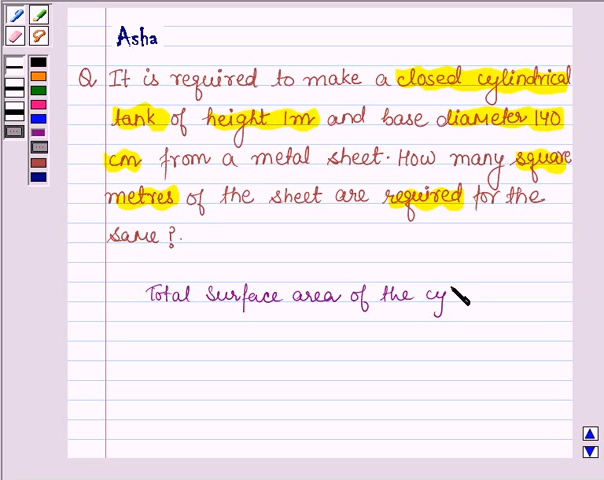 Asha
Q It is required to make a closed cylindrical
tank of height 1m and base diameter 140
cm from a metal sheet. How many square
metres of the sheet are required for the
same?
Total surface area of the cy